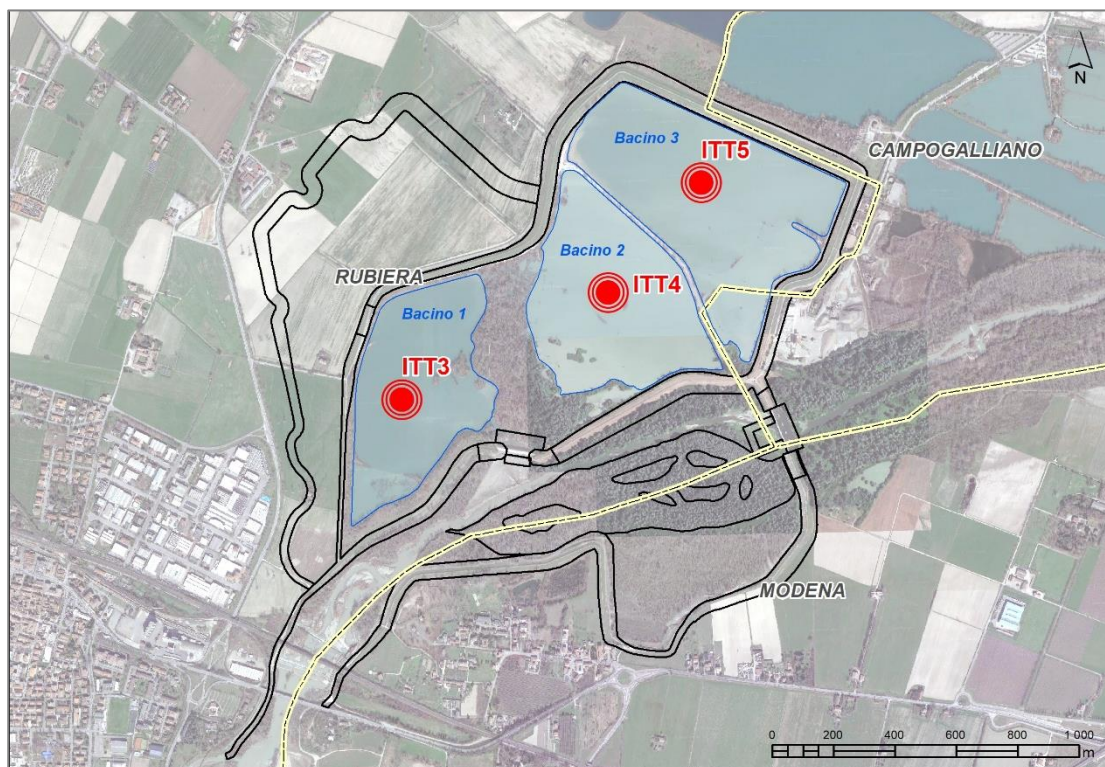 N
Bacino 3
ITT5
CAMPOGALLIANO
Bacino 2
ITT4
RUBIERA
Bacino 1
ITT3
MODENA
0 200 400 600 800 1 000
m